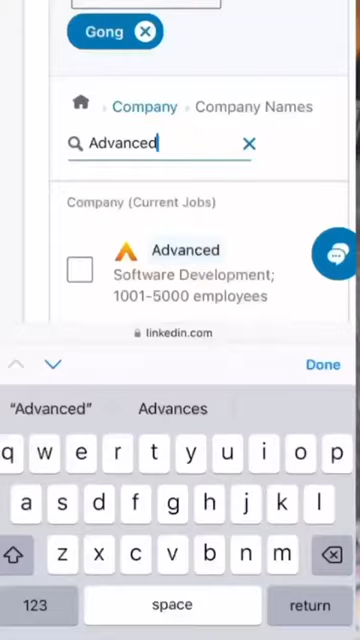 Gong
Company Company Names
Advanced
Company (Current Jobs)
Advanced
Software Development;
1001-5000 employees
linkedin.com
Done
“Advanced” Advances
q w e r t y u i o p
a s d f g h j k l
z x c v b n m
123 space return